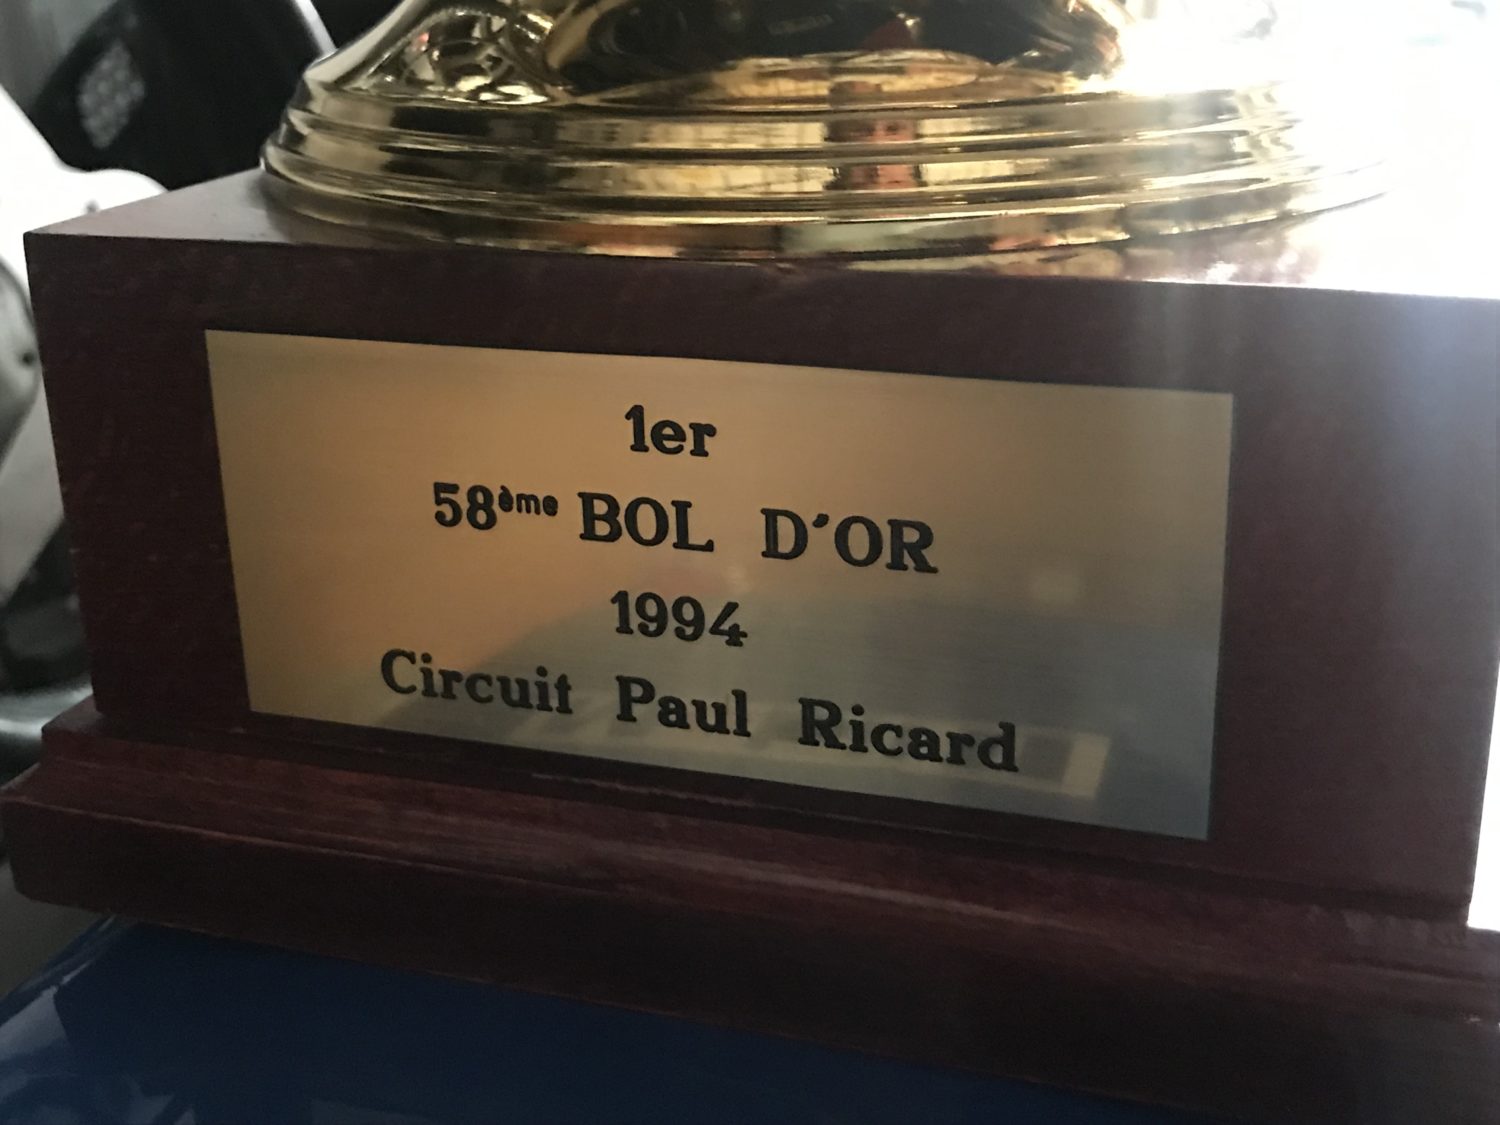 1er
58ème BOL D'OR
1994
Circuit Paul Ricard